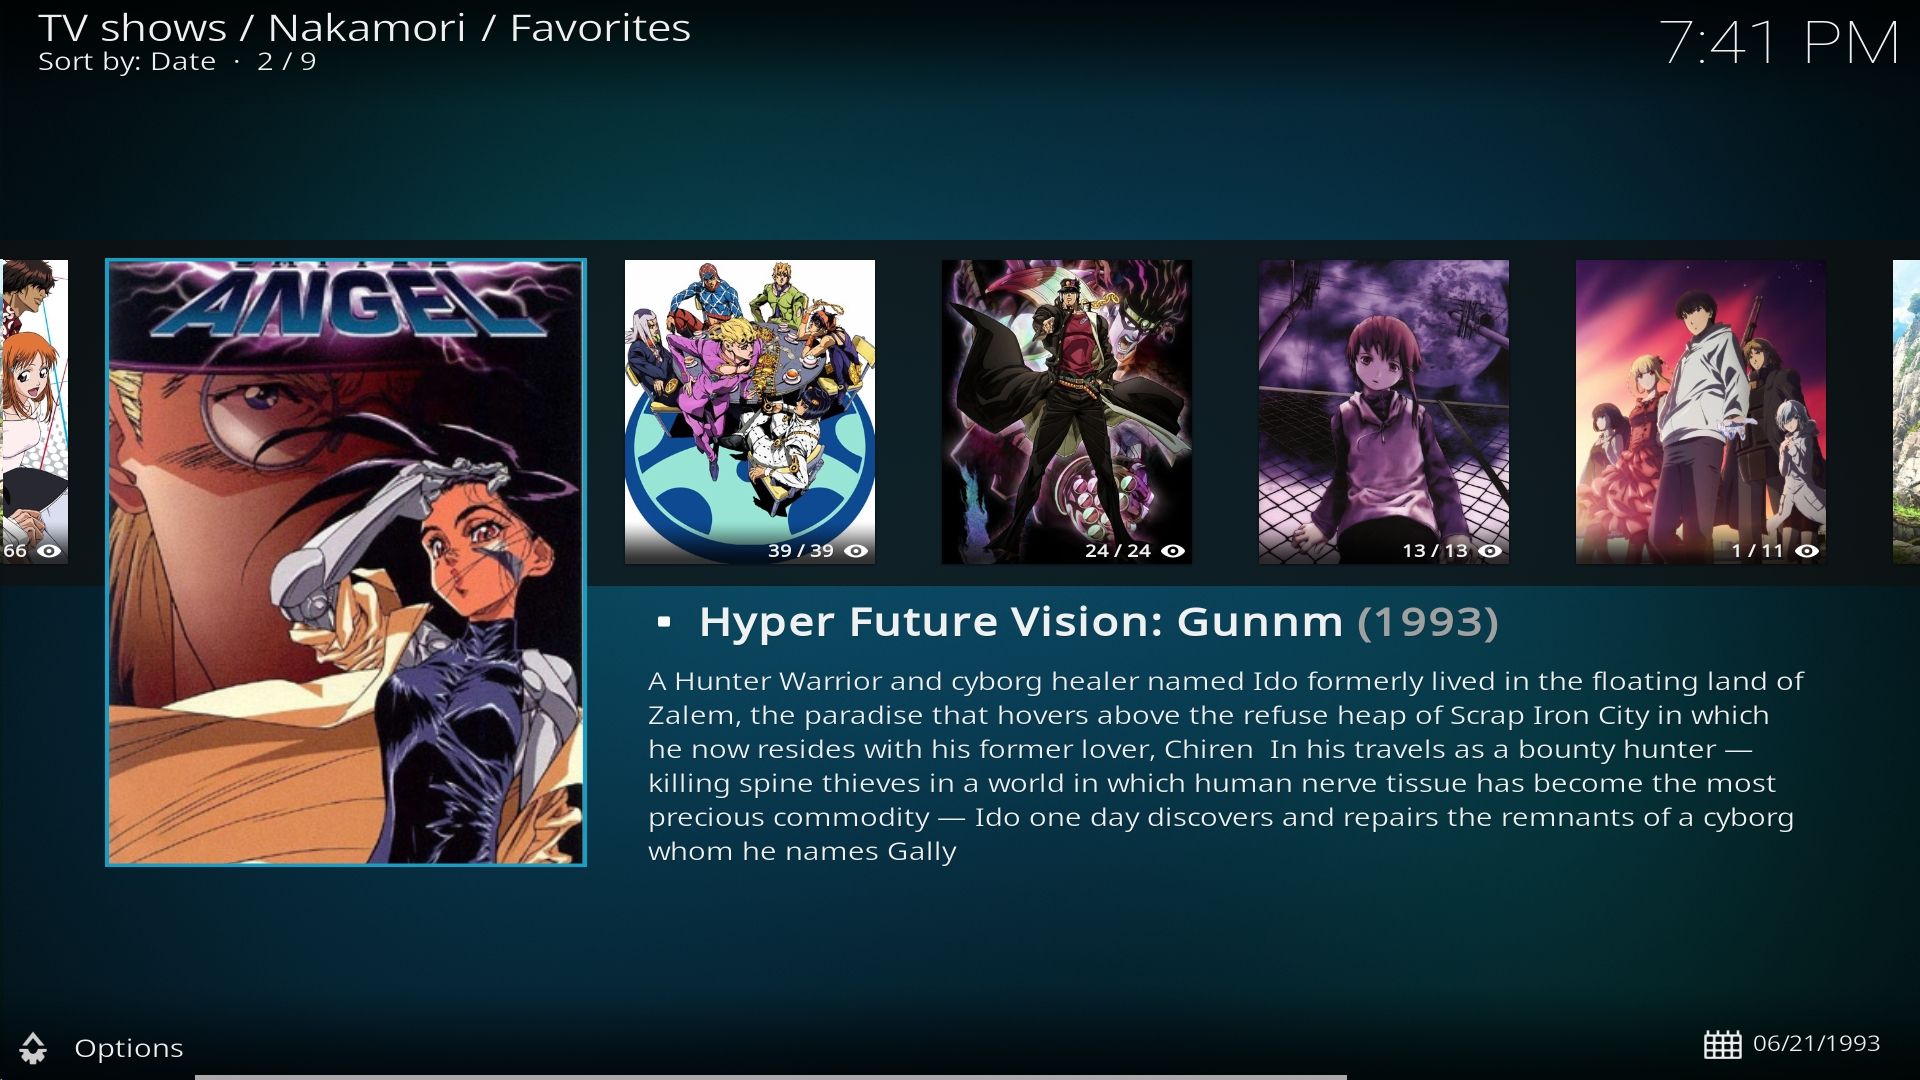 TV shows / Nakamori / Favorites
Sort by: Date · 2 / 9
7:41 PM
ANGEL
66
39 / 39
24 / 24
13 / 13
1 / 11
Hyper Future Vision: Gunnm (1993)
A Hunter Warrior and cyborg healer named Ido formerly lived in the floating land of
Zalem, the paradise that hovers above the refuse heap of Scrap Iron City in which
he now resides with his former lover, Chiren  In his travels as a bounty hunter —
killing spine thieves in a world in which human nerve tissue has become the most
precious commodity — Ido one day discovers and repairs the remnants of a cyborg
whom he names Gally
Options
06/21/1993